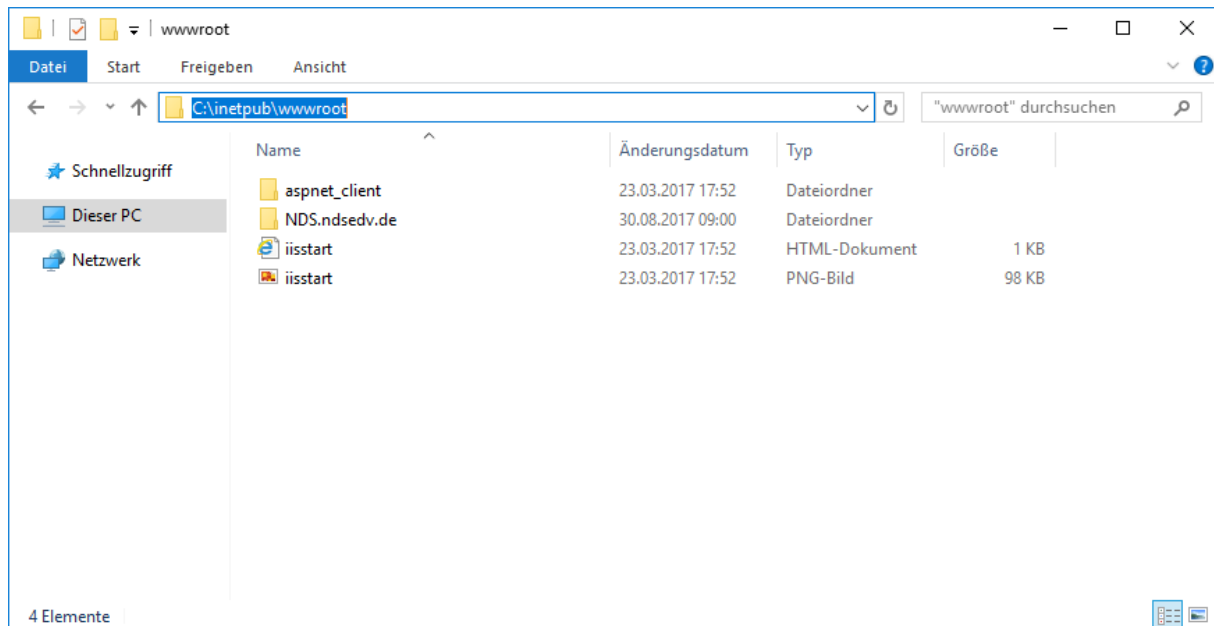 wwwroot
Datei Start Freigeben Ansicht
C:\inetpub\wwwroot "wwwroot" durchsuchen
Schnellzugriff
Dieser PC
Netzwerk
Name Änderungsdatum Typ Größe
aspnet_client 23.03.2017 17:52 Dateiordner
NDS.ndsedv.de 30.08.2017 09:00 Dateiordner
iisstart 23.03.2017 17:52 HTML-Dokument 1 KB
iisstart 23.03.2017 17:52 PNG-Bild 98 KB
4 Elemente